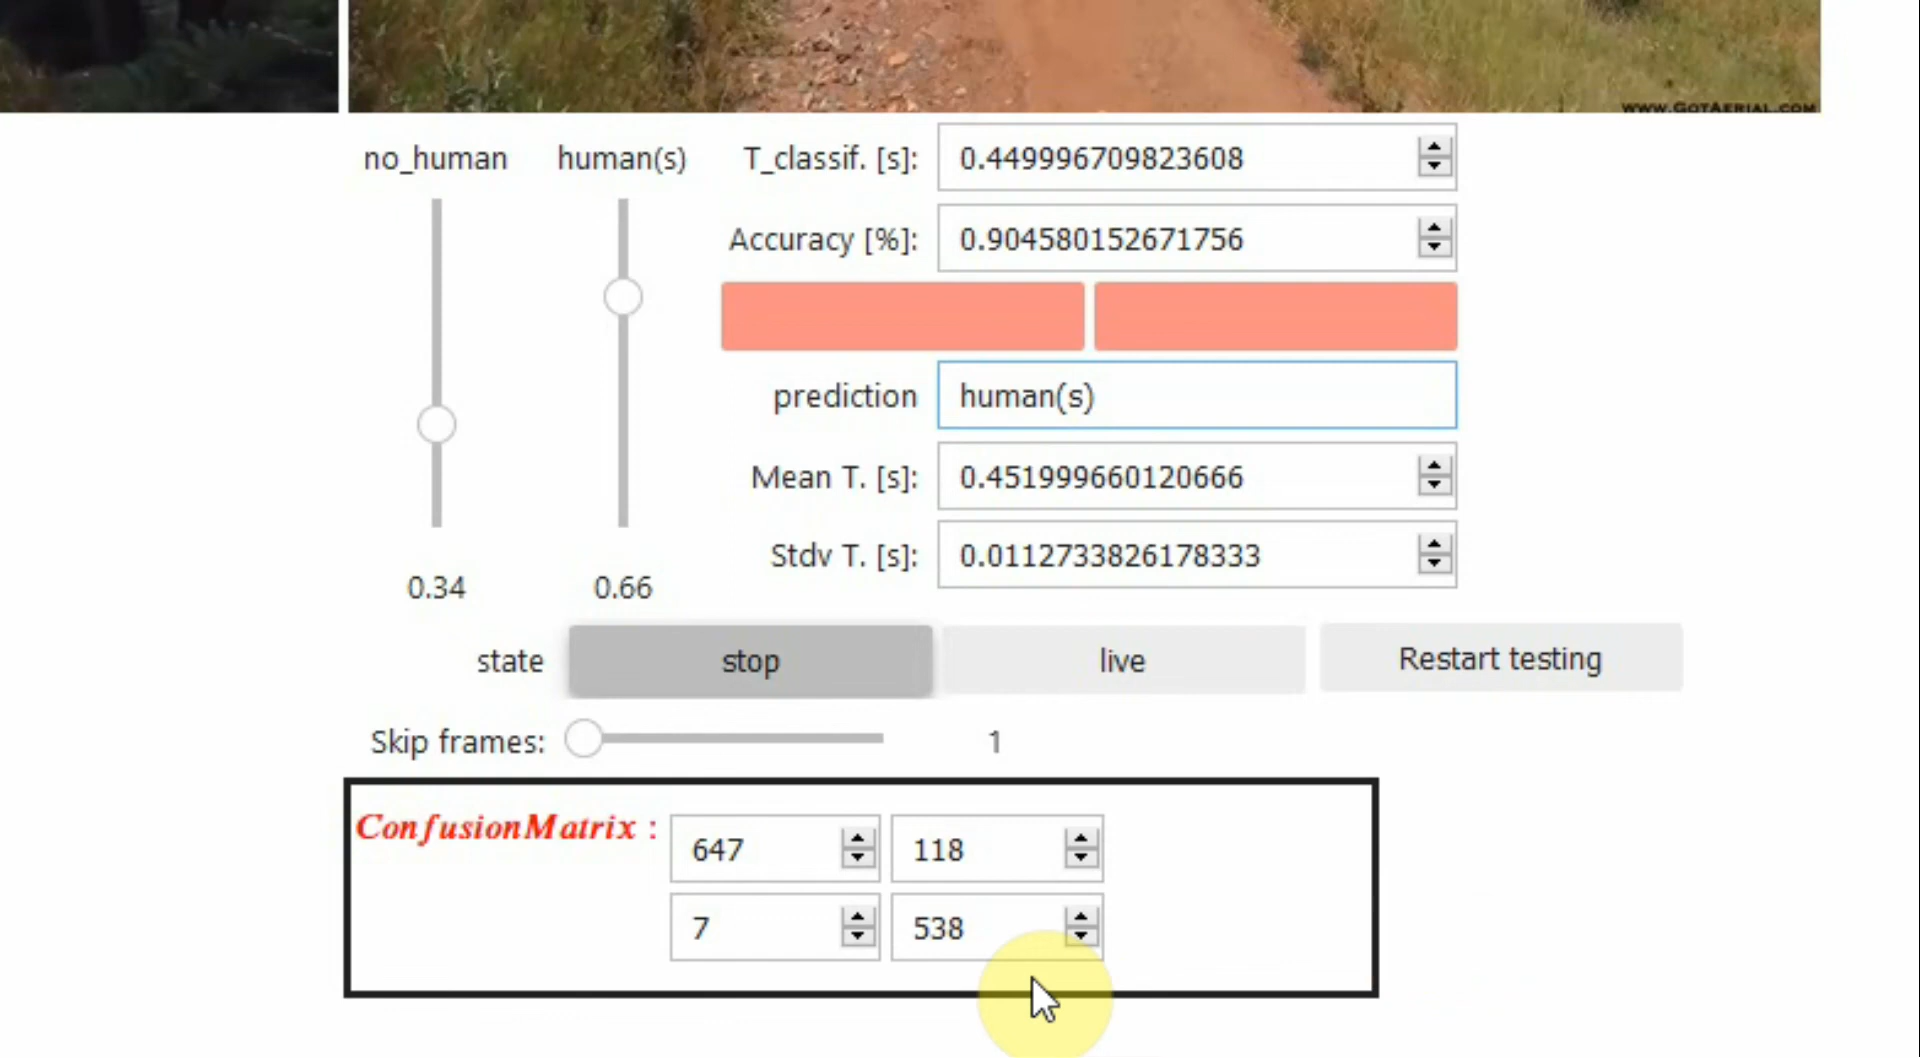 www.GotAerial.com
no_human human(s) T_classif. [s]: 0.449996709823608
Accuracy [%]: 0.904580152671756
prediction human(s)
Mean T. [s]: 0.451999660120666
Stdv T. [s]: 0.0112733826178333
0.34 0.66
state stop live Restart testing
Skip frames: 1
ConfusionMatrix : 647 118
7 538